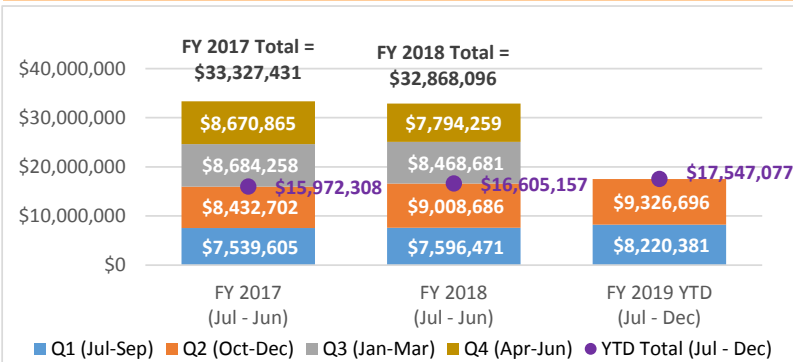 FY 2017 Total =
$33,327,431
FY 2018 Total =
$32,868,096
$40,000,000
$30,000,000
$20,000,000
$10,000,000
$0
$8,670,865
$8,684,258
$15,972,308
$8,432,702
$7,539,605
$7,794,259
$8,468,681
$16,605,157
$9,008,686
$7,596,471
$17,547,077
$9,326,696
$8,220,381
FY 2017
(Jul - Jun)
FY 2018
(Jul - Jun)
FY 2019 YTD
(Jul - Dec)
Q1 (Jul-Sep) Q2 (Oct-Dec) Q3 (Jan-Mar) Q4 (Apr-Jun) YTD Total (Jul - Dec)